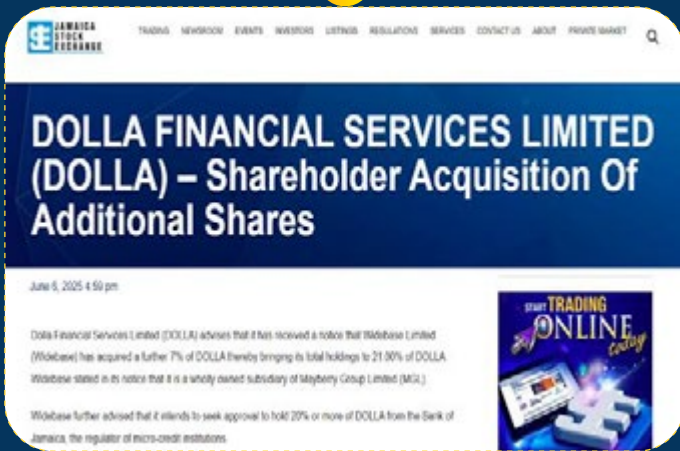 JAMAICA
STOCK
EXCHANGE
TRADING NEWSROOM EVENTS INVESTORS LISTINGS REGULATIONS SERVICES CONTACT US ABOUT PRIVATE MARKET
DOLLA FINANCIAL SERVICES LIMITED
(DOLLA) – Shareholder Acquisition Of
Additional Shares
June 6, 2025 4:59 pm
Dolla Financial Services Limited (DOLLA) advises that it has received a notice that Widebase Limited
(Widebase) has acquired a further 7% of DOLLA thereby bringing its total holdings to 21.00% of DOLLA.
Widebase stated in its notice that it is a wholly owned subsidiary of Mayberry Group Limited (MGL).
Widebase further advised that it intends to seek approval to hold 20% or more of DOLLA from the Bank of
Jamaica, the regulator of micro-credit institutions.
START TRADING
ONLINE
today